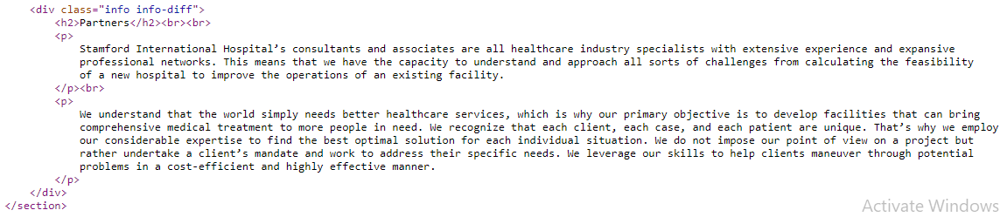 <div class="info info-diff">
<h2>Partners</h2><br><br>
<p>
Stamford International Hospital’s consultants and associates are all healthcare industry specialists with extensive experience and expansive
professional networks. This means that we have the capacity to understand and approach all sorts of challenges from calculating the feasibility
of a new hospital to improve the operations of an existing facility.
</p><br>
<p>
We understand that the world simply needs better healthcare services, which is why our primary objective is to develop facilities that can bring
comprehensive medical treatment to more people in need. We recognize that each client, each case, and each patient are unique. That’s why we employ
our considerable expertise to find the best optimal solution for each individual situation. We do not impose our point of view on a project but
rather undertake a client’s mandate and work to address their specific needs. We leverage our skills to help clients maneuver through potential
problems in a cost-efficient and highly effective manner.
</p>
</div>
</section>
Activate Windows